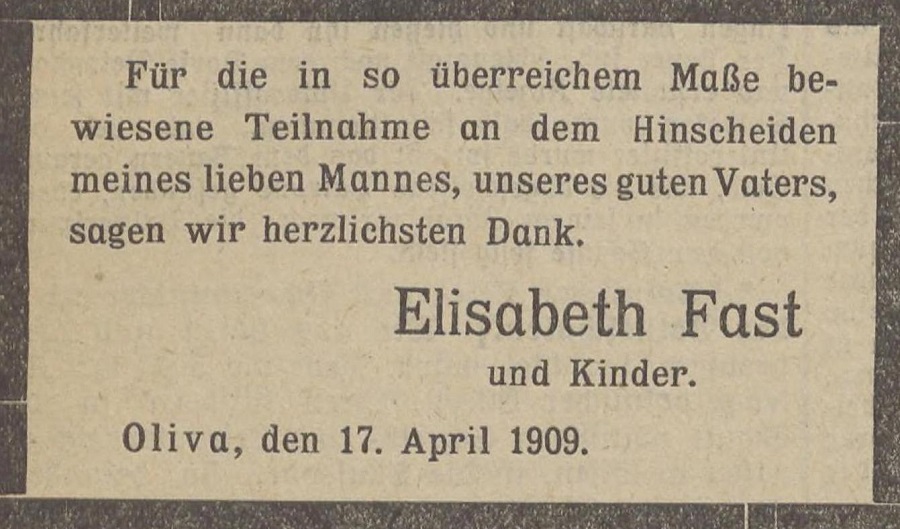 Für die in so überreichem Maße be-
wiesene Teilnahme an dem Hinscheiden
meines lieben Mannes, unseres guten Vaters,
sagen wir herzlichsten Dank.
Elisabeth Fast
und Kinder.
Oliva, den 17. April 1909.